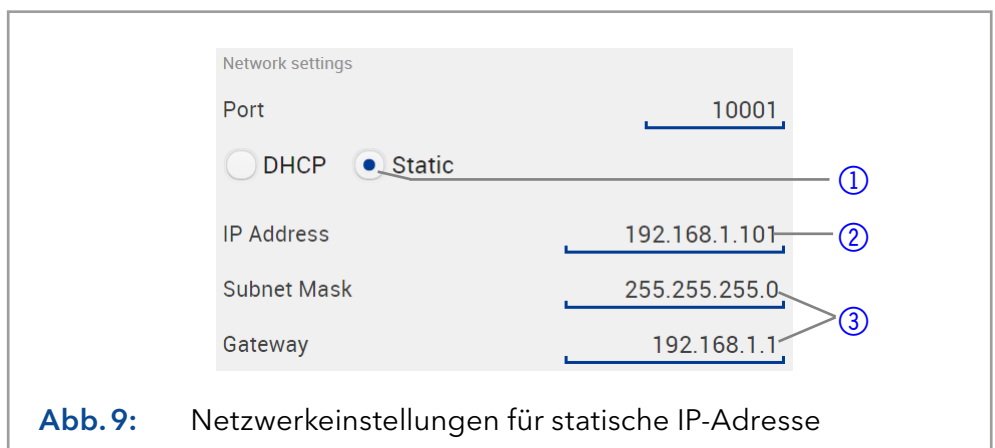 Network settings
Port 10001
DHCP Static
①
IP Address 192.168.1.101 ②
Subnet Mask 255.255.255.0
③
Gateway 192.168.1.1
Abb. 9: Netzwerkeinstellungen für statische IP-Adresse